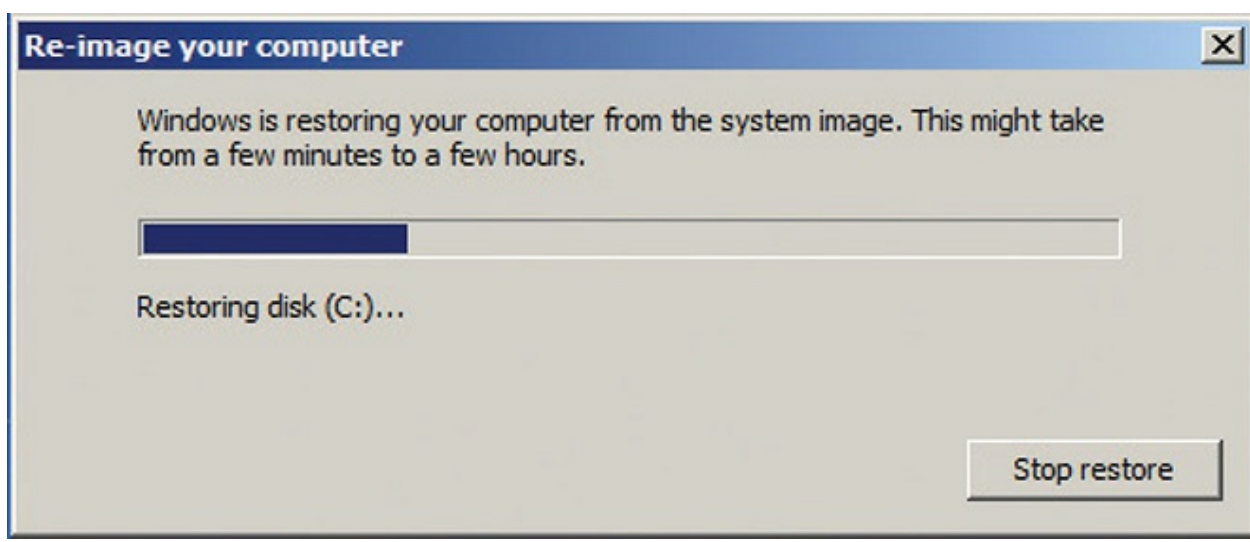 Re-image your computer
Windows is restoring your computer from the system image. This might take
from a few minutes to a few hours.
Restoring disk (C:)...
Stop restore